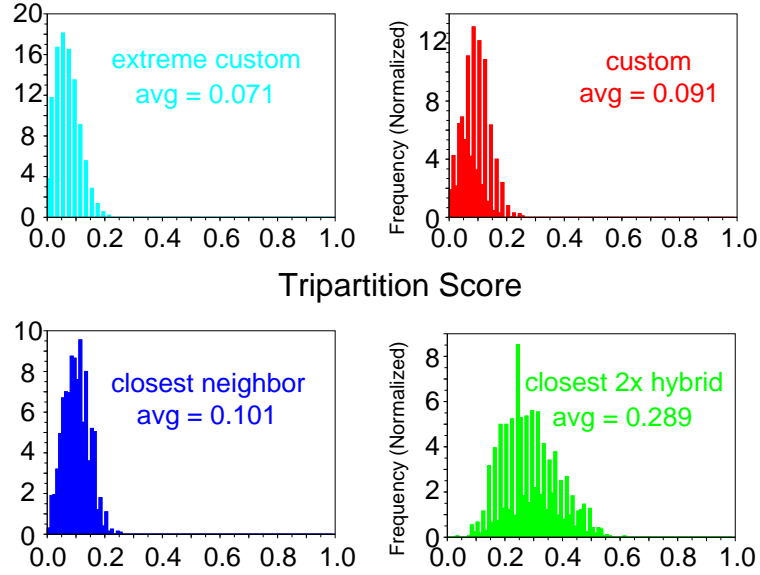 20
16
12
8
4
0
extreme custom
avg = 0.071
0.0 0.2 0.4 0.6 0.8 1.0
Frequency (Normalized)
12
8
4
0
custom
avg = 0.091
0.0 0.2 0.4 0.6 0.8 1.0
Tripartition Score
10
8
6
4
2
0
closest neighbor
avg = 0.101
0.0 0.2 0.4 0.6 0.8 1.0
Frequency (Normalized)
8
6
4
2
0
closest 2x hybrid
avg = 0.289
0.0 0.2 0.4 0.6 0.8 1.0